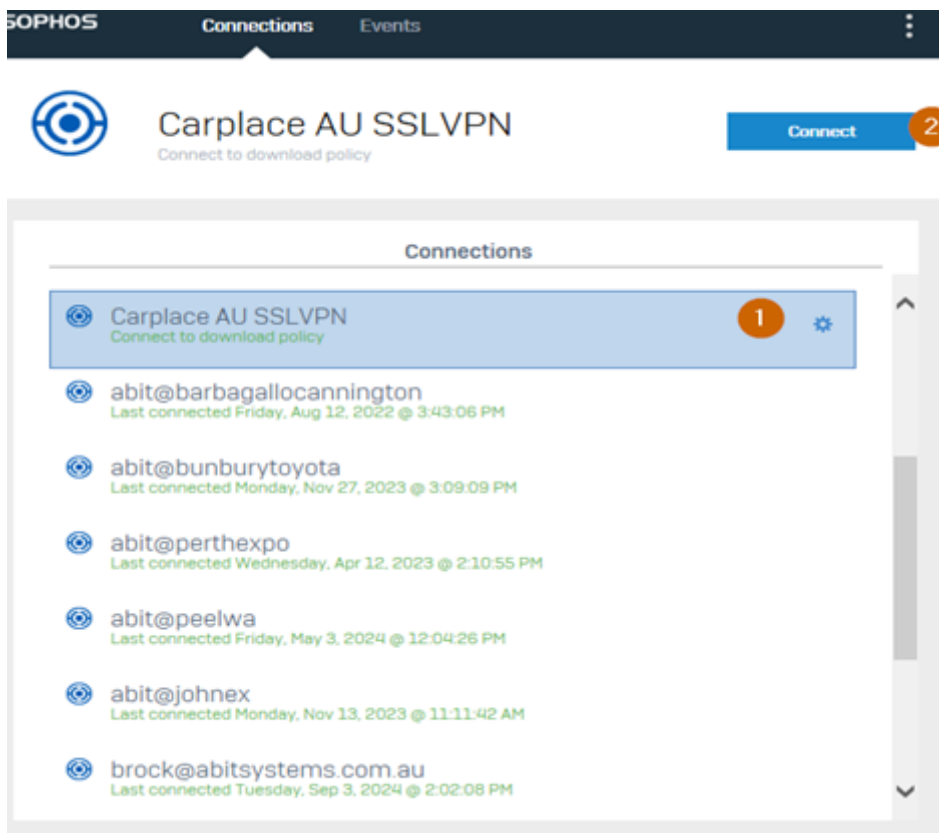 SOPHOS
Connections
Events
Carplace AU SSLVPN
Connect to download policy
Connect
2
Connections
Carplace AU SSLVPN
Connect to download policy
1
abit@barbagallocannington
Last connected Friday, Aug 12, 2022 @ 3:43:06 PM
abit@bunburytoyota
Last connected Monday, Nov 27, 2023 @ 3:09:09 PM
abit@perthexpo
Last connected Wednesday, Apr 12, 2023 @ 2:10:55 PM
abit@peelwa
Last connected Friday, May 3, 2024 @ 12:04:26 PM
abit@johnex
Last connected Monday, Nov 13, 2023 @ 11:11:42 AM
brock@abitsystems.com.au
Last connected Tuesday, Sep 3, 2024 @ 2:02:08 PM